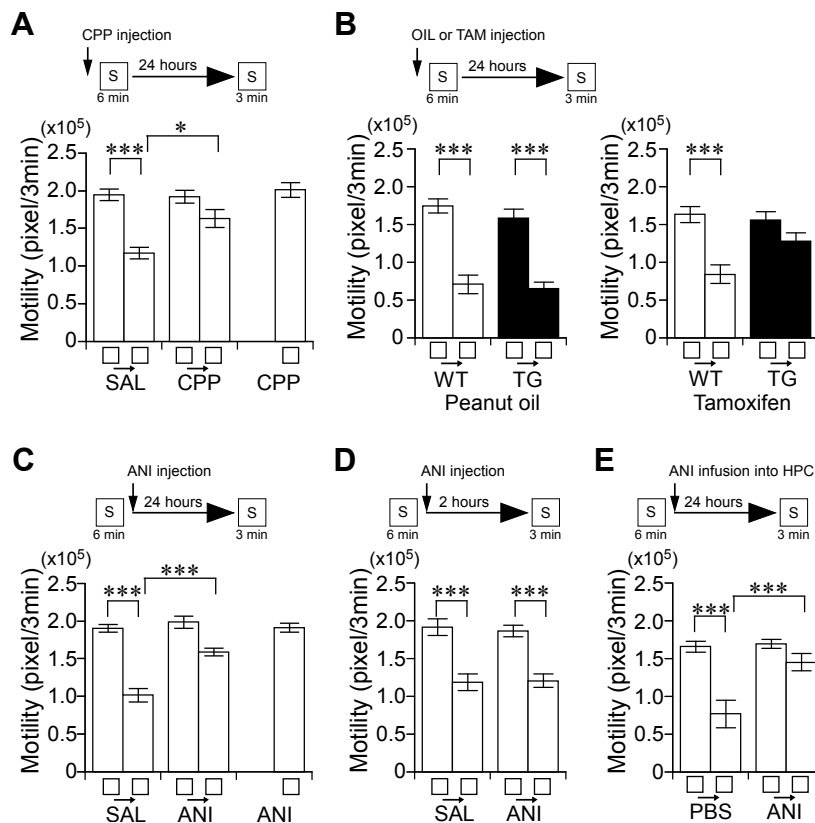 A
CPP injection
S
24 hours
S
6 min
3 min
(x10⁵)
Motility (pixel/3min)
2.5
2.0
1.5
1.0
0.5
0
***
*
SAL
CPP
CPP
B
OIL or TAM injection
S
24 hours
S
6 min
3 min
(x10⁵)
Motility (pixel/3min)
2.5
2.0
1.5
1.0
0.5
0
***
***
WT
TG
Peanut oil
(x10⁵)
Motility (pixel/3min)
2.5
2.0
1.5
1.0
0.5
0
***
WT
TG
Tamoxifen
C
ANI injection
S
24 hours
S
6 min
3 min
(x10⁵)
Motility (pixel/3min)
2.5
2.0
1.5
1.0
0.5
0
***
***
SAL
ANI
ANI
D
ANI injection
S
2 hours
S
6 min
3 min
(x10⁵)
Motility (pixel/3min)
2.5
2.0
1.5
1.0
0.5
0
***
***
SAL
ANI
E
ANI infusion into HPC
S
24 hours
S
6 min
3 min
(x10⁵)
Motility (pixel/3min)
2.5
2.0
1.5
1.0
0.5
0
***
***
PBS
ANI